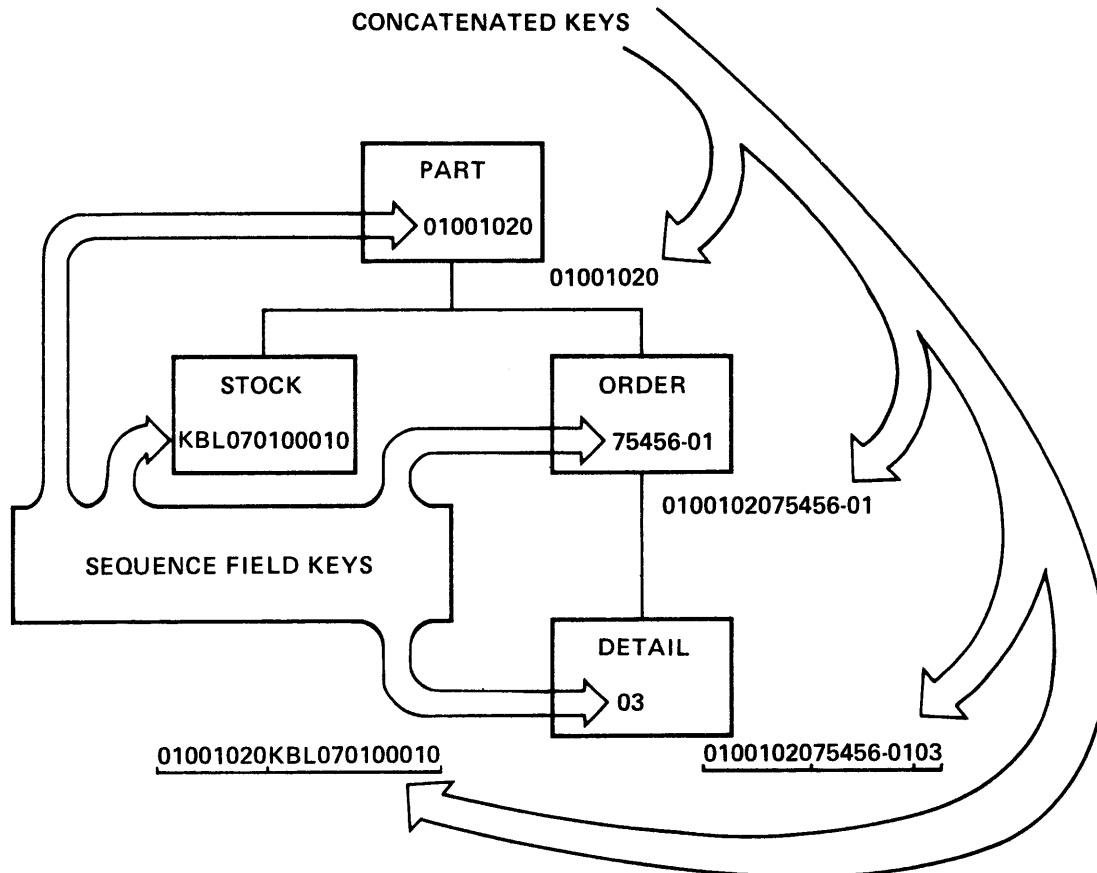 CONCATENATED KEYS
PART
01001020
01001020
STOCK
KBL070100010
ORDER
75456-01
0100102075456-01
SEQUENCE FIELD KEYS
DETAIL
03
01001020KBL070100010
0100102075456-0103